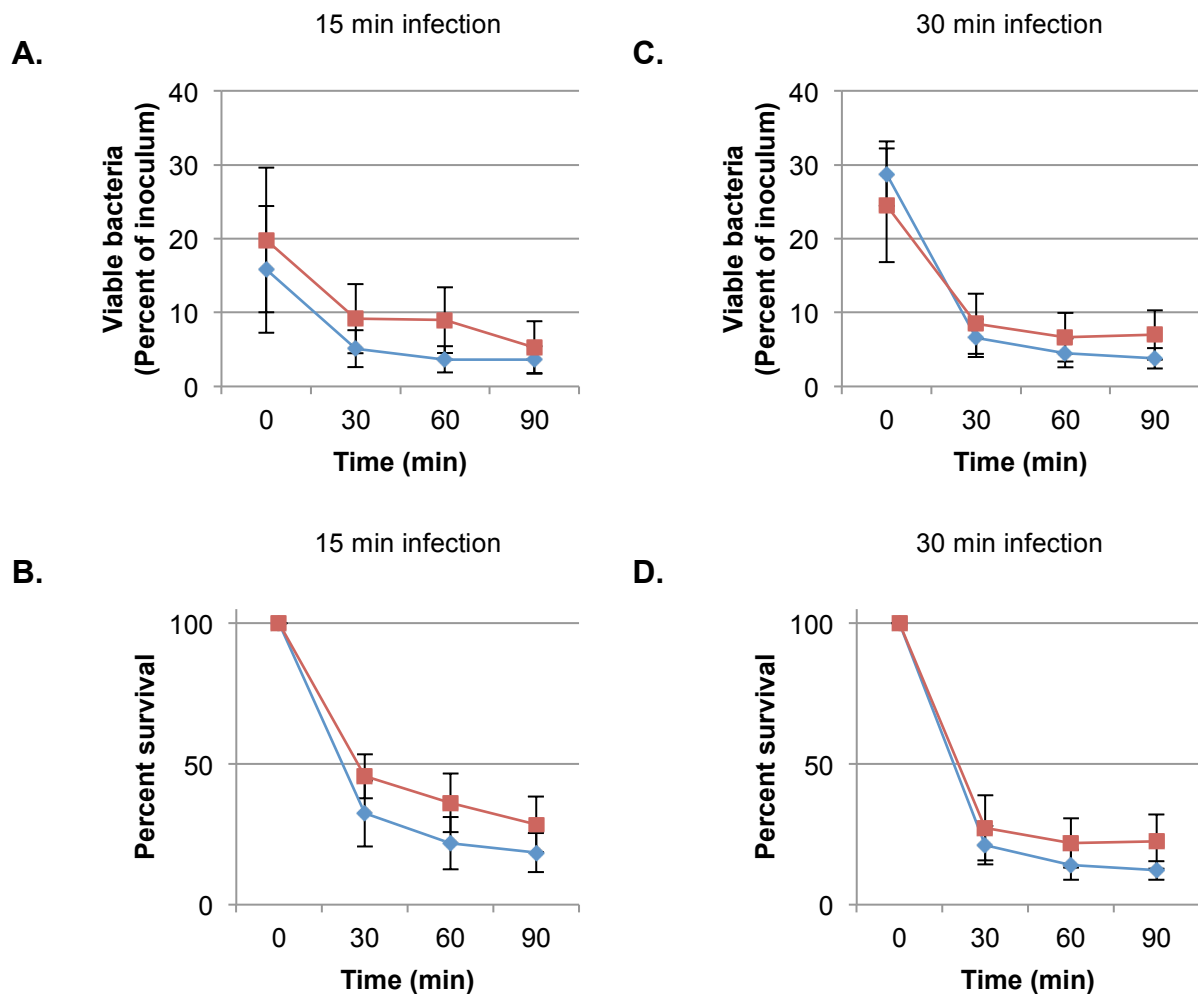 15 min infection
A.
Viable bacteria
(Percent of inoculum)
40
30
20
10
0
0 30 60 90
Time (min)
30 min infection
C.
Viable bacteria
(Percent of inoculum)
40
30
20
10
0
0 30 60 90
Time (min)
15 min infection
B.
Percent survival
100
50
0
0 30 60 90
Time (min)
30 min infection
D.
Percent survival
100
50
0
0 30 60 90
Time (min)